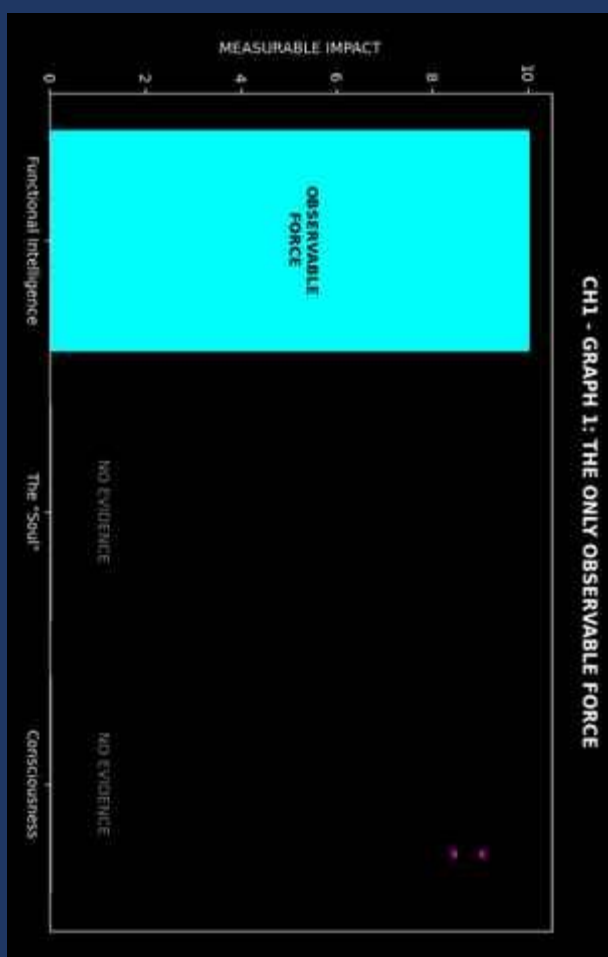 CH1 - GRAPH 1: THE ONLY OBSERVABLE FORCE
MEASURABLE IMPACT
10
8
6
4
2
0
OBSERVABLE
FORCE
NO EVIDENCE
NO EVIDENCE
Functional Intelligence
The "Soul"
Consciousness